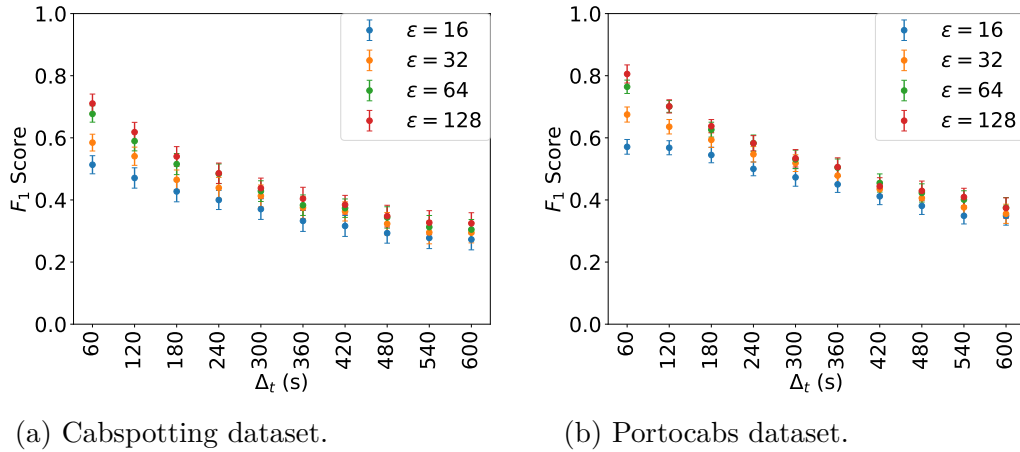 1.0
0.8
0.6
0.4
0.2
0.0
F1 Score
60
120
180
240
300
360
420
480
540
600
Δt (s)
ε = 16
ε = 32
ε = 64
ε = 128
(a) Cabspotting dataset.
1.0
0.8
0.6
0.4
0.2
0.0
F1 Score
60
120
180
240
300
360
420
480
540
600
Δt (s)
ε = 16
ε = 32
ε = 64
ε = 128
(b) Portocabs dataset.